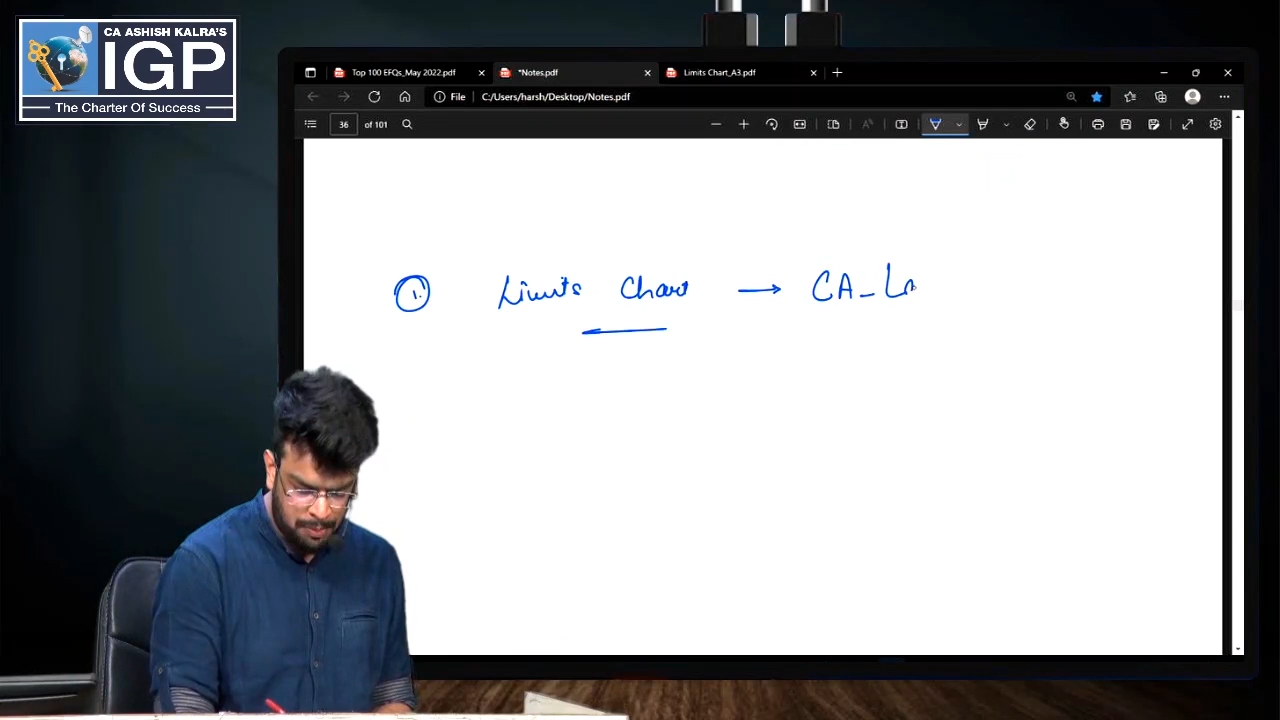 CA ASHISH KALRA'S
IGP
The Charter Of Success
Top 100 EFQs_May 2022.pdf
*Notes.pdf
Limits Chart_A3.pdf
File C:/Users/harsh/Desktop/Notes.pdf
36 of 101
1. Limits Chart → CA_La